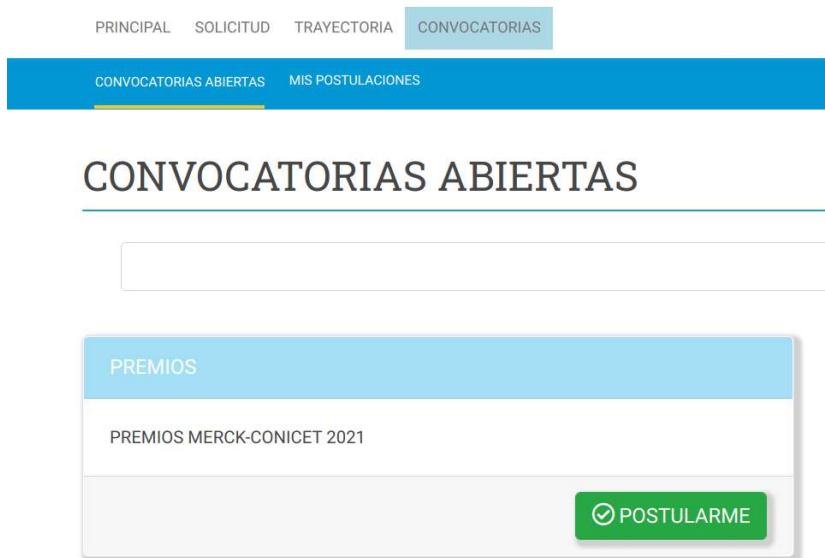 PRINCIPAL SOLICITUD TRAYECTORIA CONVOCATORIAS
CONVOCATORIAS ABIERTAS MIS POSTULACIONES
CONVOCATORIAS ABIERTAS
PREMIOS
PREMIOS MERCK-CONICET 2021
POSTULARME